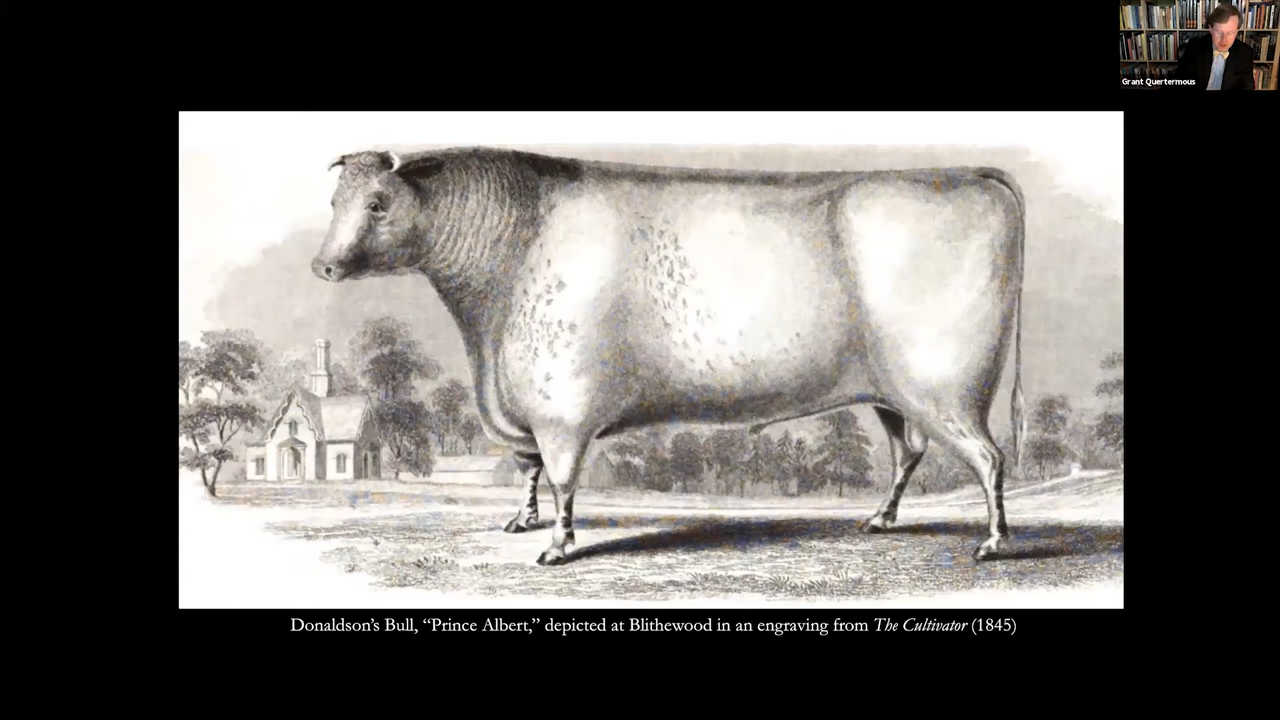 Grant Quertermous
Donaldson’s Bull, “Prince Albert,” depicted at Blithewood in an engraving from The Cultivator (1845)